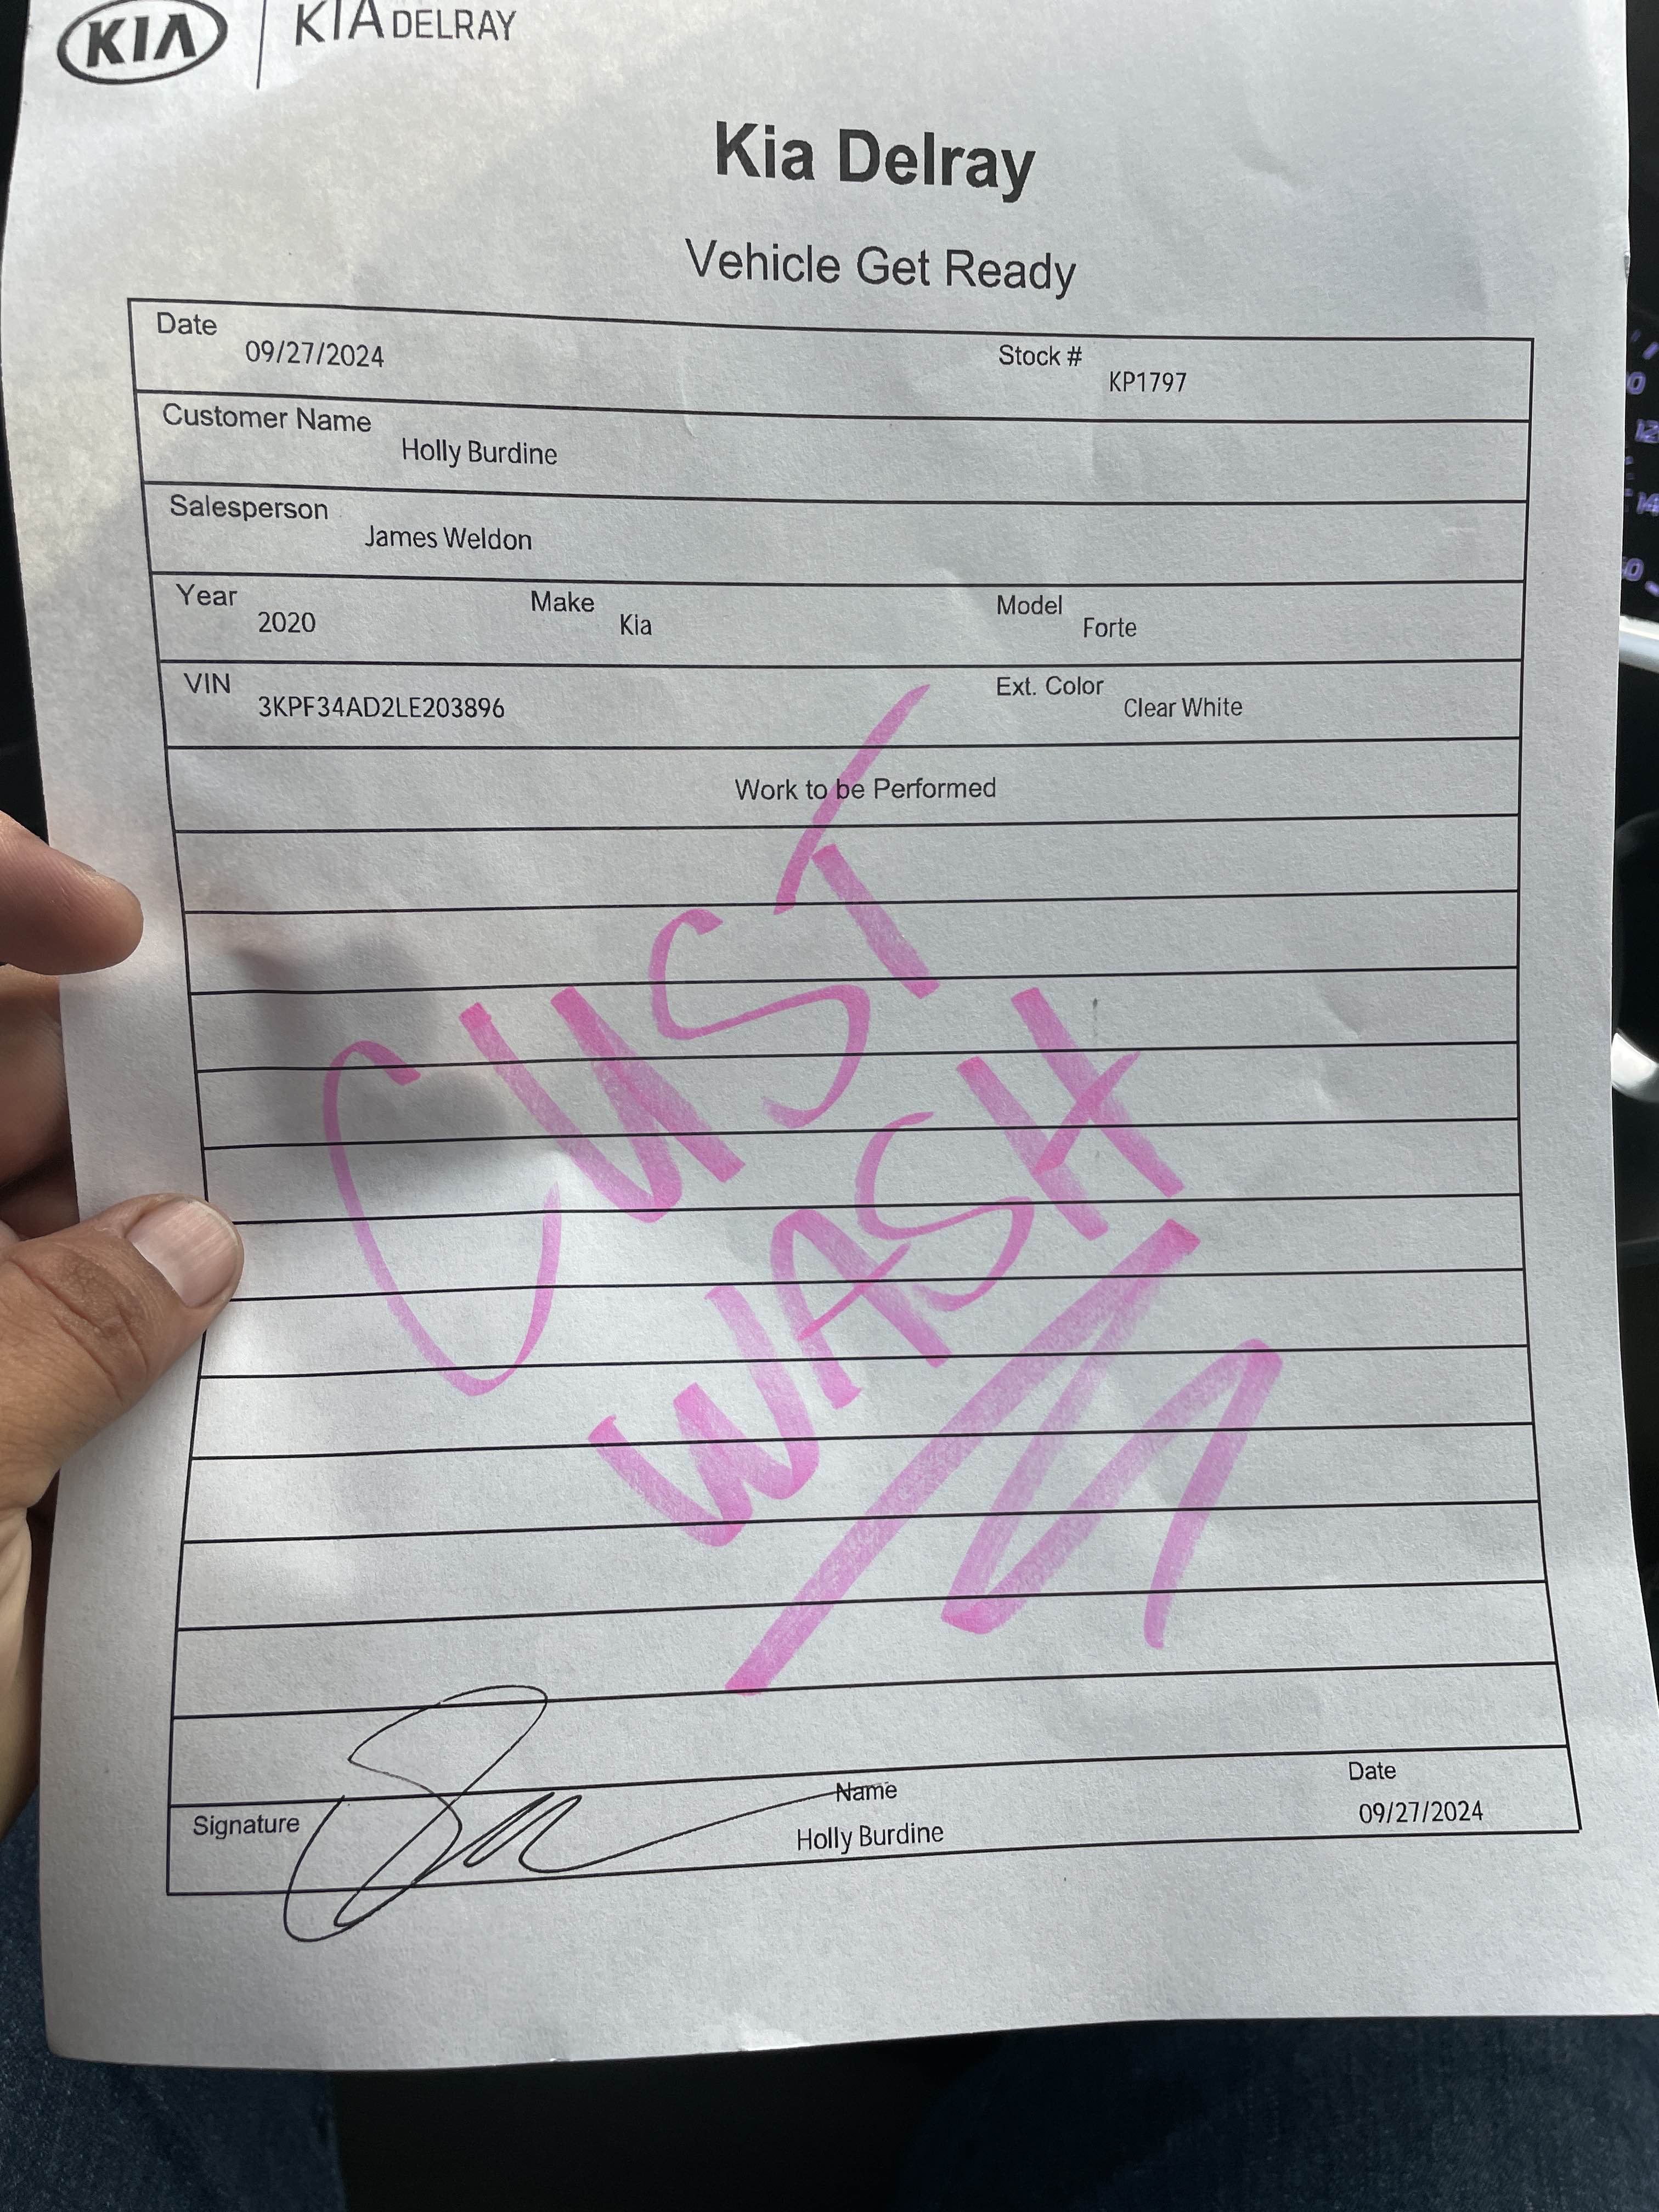 KIA | KIA DELRAY
Kia Delray
Vehicle Get Ready
Date 09/27/2024 Stock # KP1797
Customer Name Holly Burdine
Salesperson James Weldon
Year 2020 Make Kia Model Forte
VIN 3KPF34AD2LE203896 Ext. Color Clear White
Work to be Performed
CUST
WASH
Signature Name Holly Burdine Date 09/27/2024